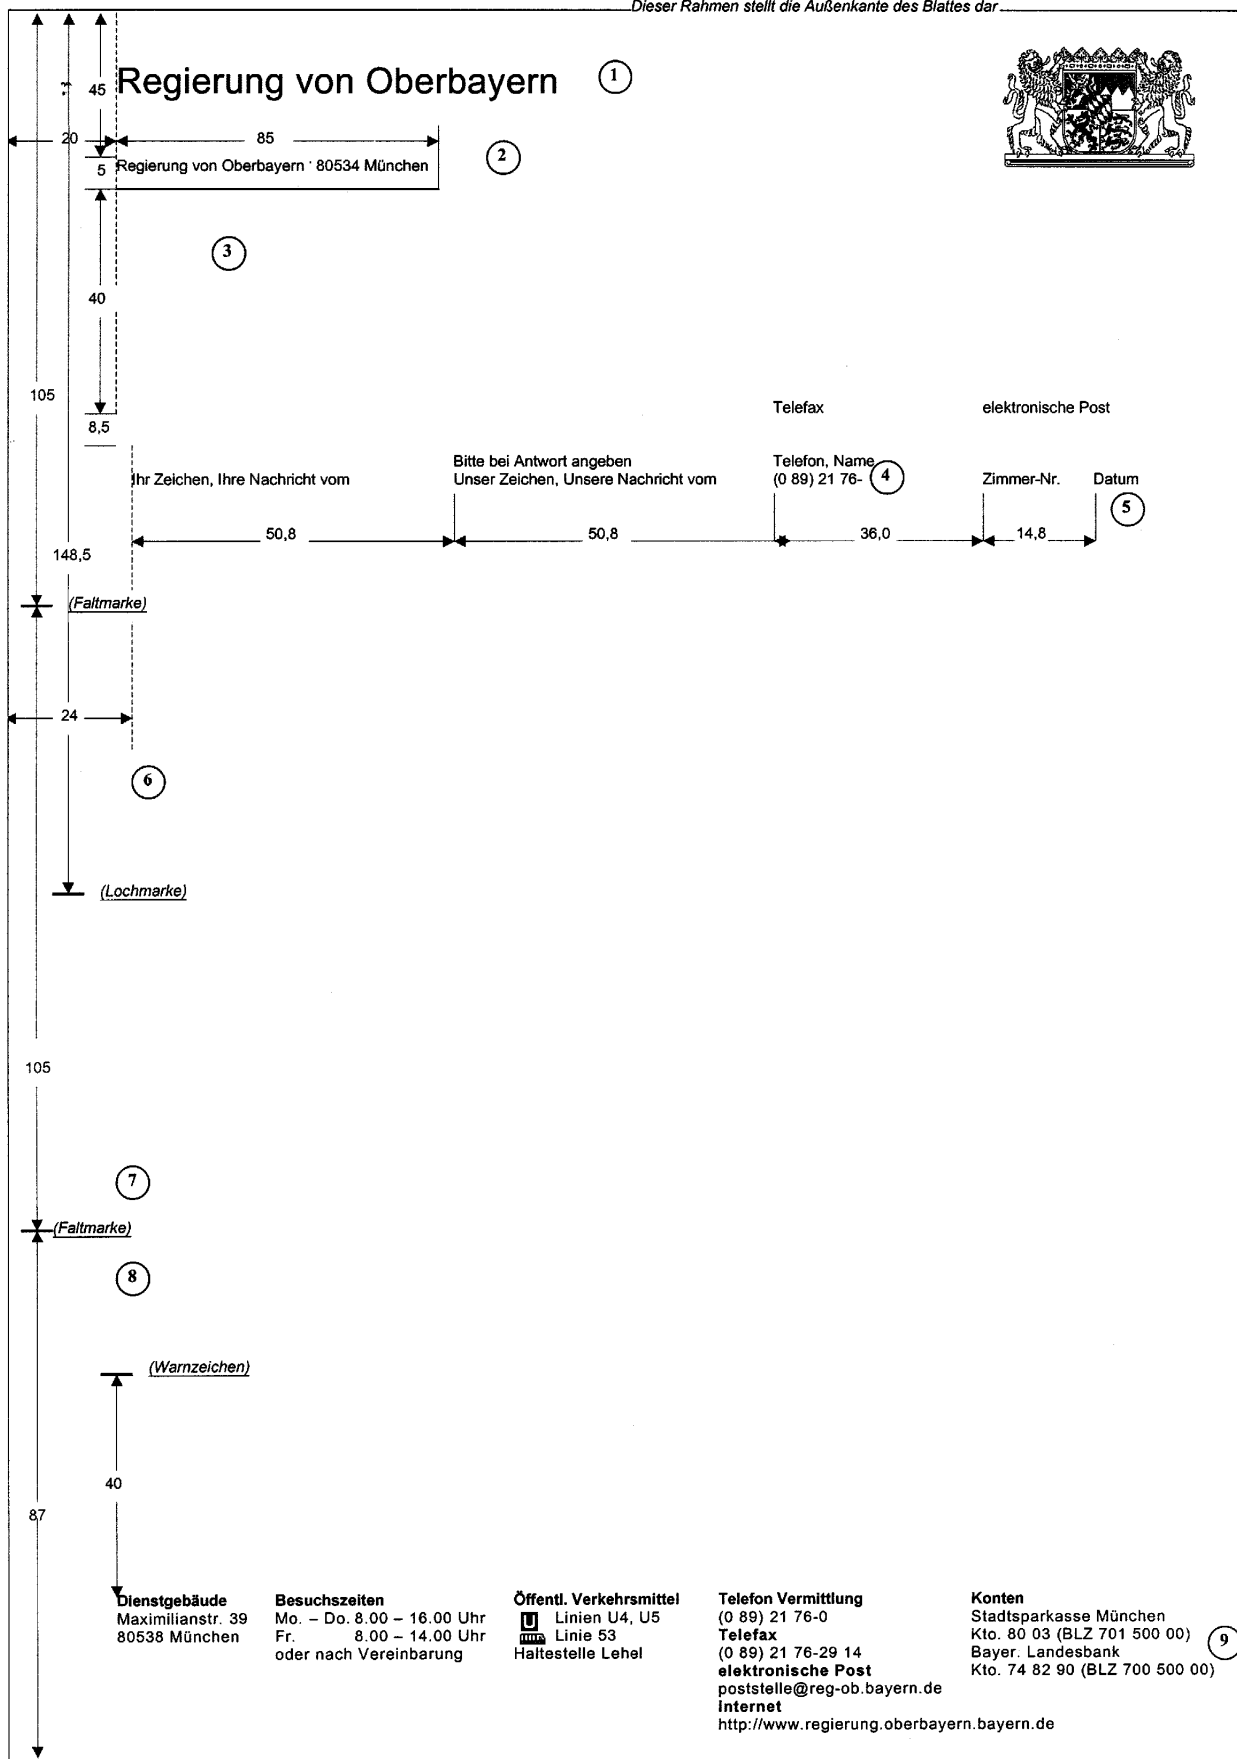 Dieser Rahmen stellt die Außenkante des Blattes dar
Regierung von Oberbayern 1
45
20 85
5 Regierung von Oberbayern · 80534 München 2
3
40
105
Telefax elektronische Post
8,5
Bitte bei Antwort angeben Telefon, Name
Ihr Zeichen, Ihre Nachricht vom Unser Zeichen, Unsere Nachricht vom (0 89) 21 76- 4 Zimmer-Nr. Datum
5
50,8 50,8 36,0 14,8
148,5
(Faltmarke)
24
6
(Lochmarke)
105
7
(Faltmarke)
8
(Warnzeichen)
40
87
Dienstgebäude Besuchszeiten Öffentl. Verkehrsmittel Telefon Vermittlung Konten
Maximilianstr. 39 Mo. – Do. 8.00 – 16.00 Uhr U Linien U4, U5 (0 89) 21 76-0 Stadtsparkasse München
80538 München Fr. 8.00 – 14.00 Uhr Linie 53 Telefax Kto. 80 03 (BLZ 701 500 00) 9
oder nach Vereinbarung Haltestelle Lehel (0 89) 21 76-29 14 Bayer. Landesbank
elektronische Post Kto. 74 82 90 (BLZ 700 500 00)
poststelle@reg-ob.bayern.de
Internet
http://www.regierung.oberbayern.bayern.de